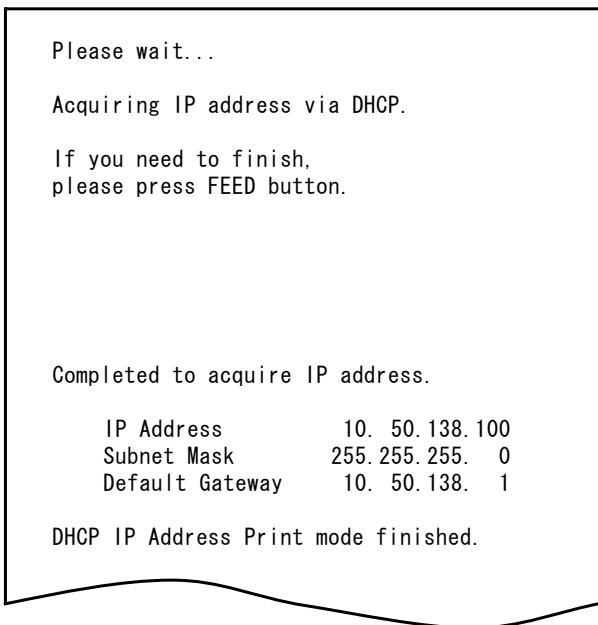 Please wait...
Acquiring IP address via DHCP.
If you need to finish,
please press FEED button.
Completed to acquire IP address.
IP Address 10. 50.138.100
Subnet Mask 255.255.255. 0
Default Gateway 10. 50.138. 1
DHCP IP Address Print mode finished.